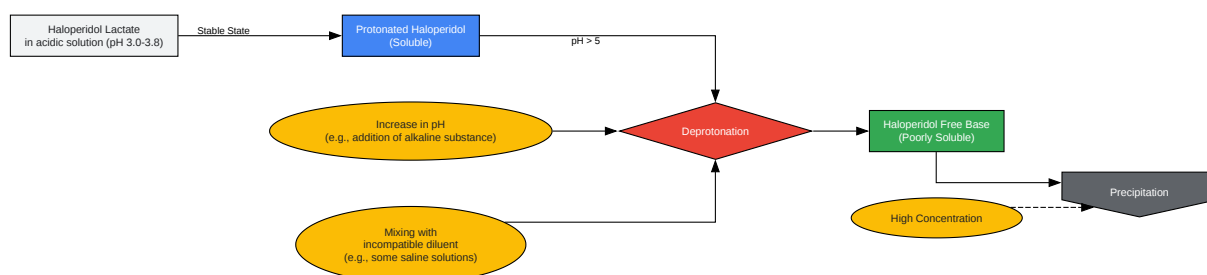 Haloperidol Lactate
in acidic solution (pH 3.0-3.8)
Stable State
Protonated Haloperidol
(Soluble)
pH > 5
Increase in pH
(e.g., addition of alkaline substance)
Deprotonation
Haloperidol Free Base
(Poorly Soluble)
Precipitation
High Concentration
Mixing with
incompatible diluent
(e.g., some saline solutions)